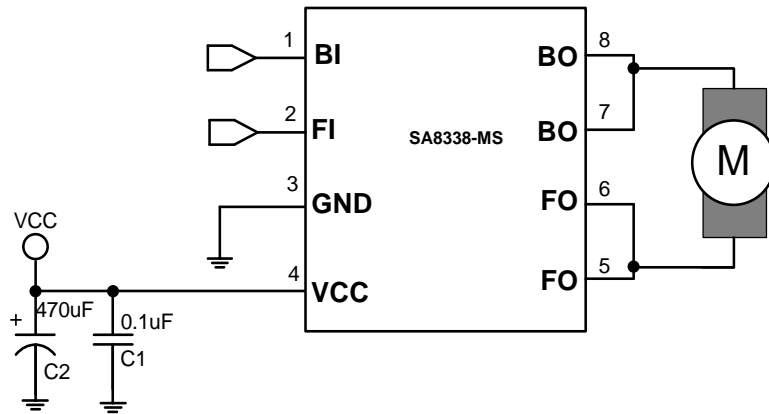 1
BI
BO
8
2
FI
SA8338-MS
BO
7
M
3
GND
FO
6
VCC
4
VCC
FO
5
470uF
0.1uF
+
C2
C1